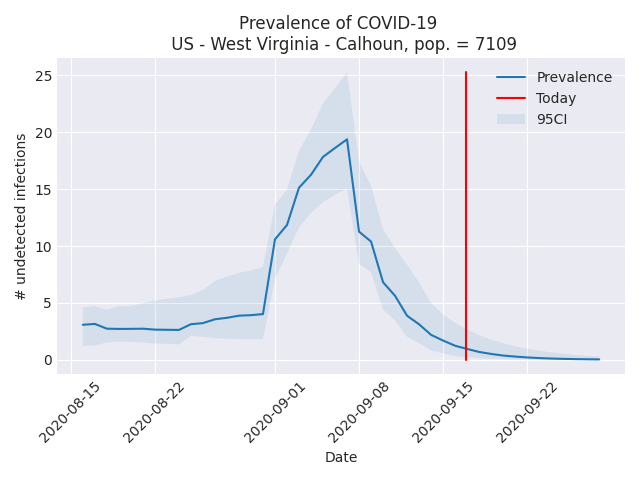 Prevalence of COVID-19
US - West Virginia - Calhoun, pop. = 7109
Prevalence
Today
95CI
# undetected infections
25
20
15
10
5
0
2020-08-15
2020-08-22
2020-09-01
2020-09-08
2020-09-15
2020-09-22
Date